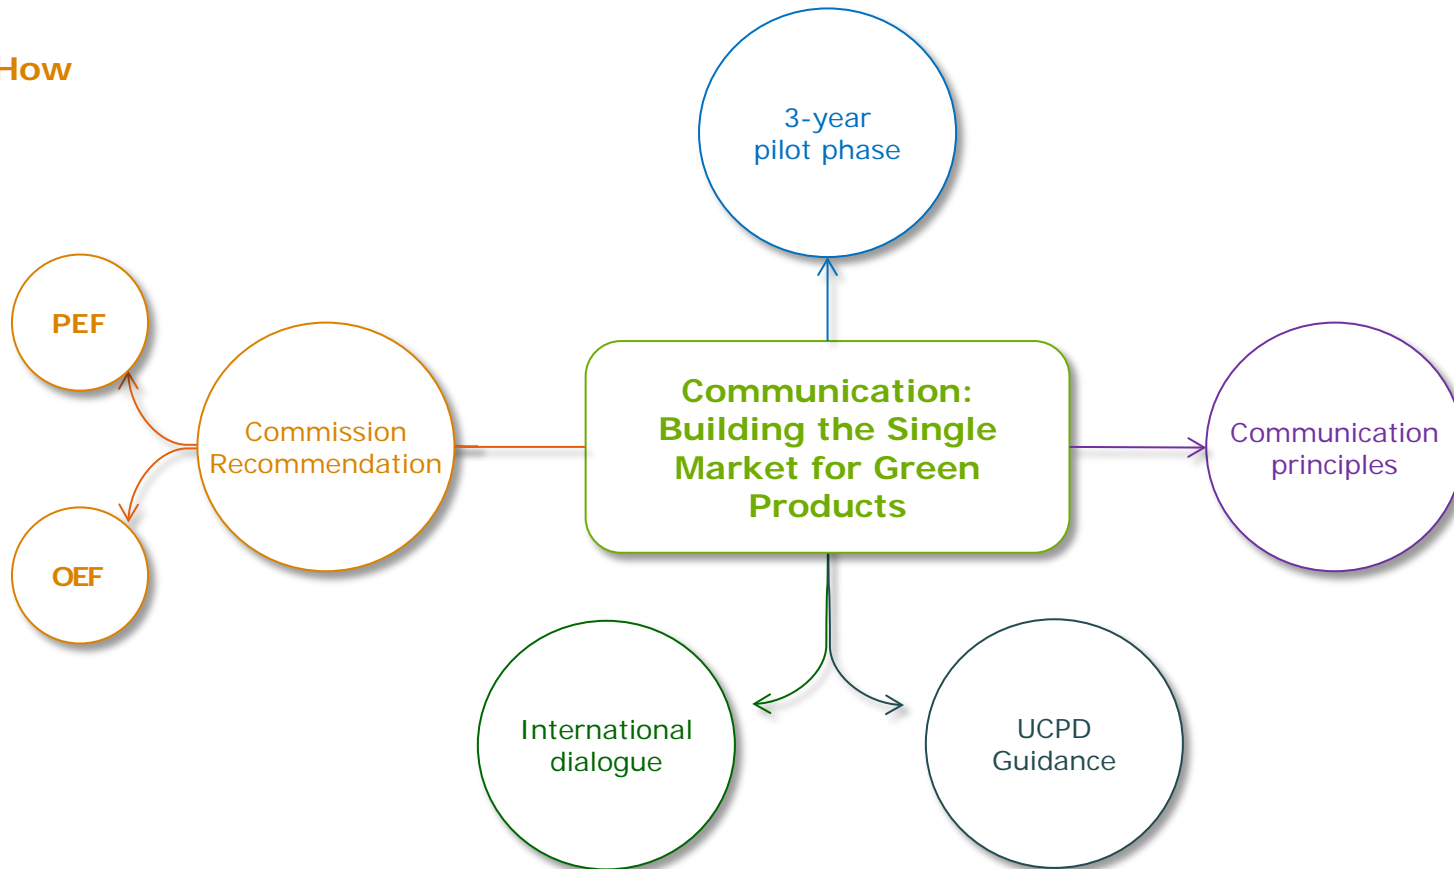 How
3-year
pilot phase
PEF
Commission
Recommendation
OEF
Communication:
Building the Single
Market for Green
Products
Communication
principles
International
dialogue
UCPD
Guidance